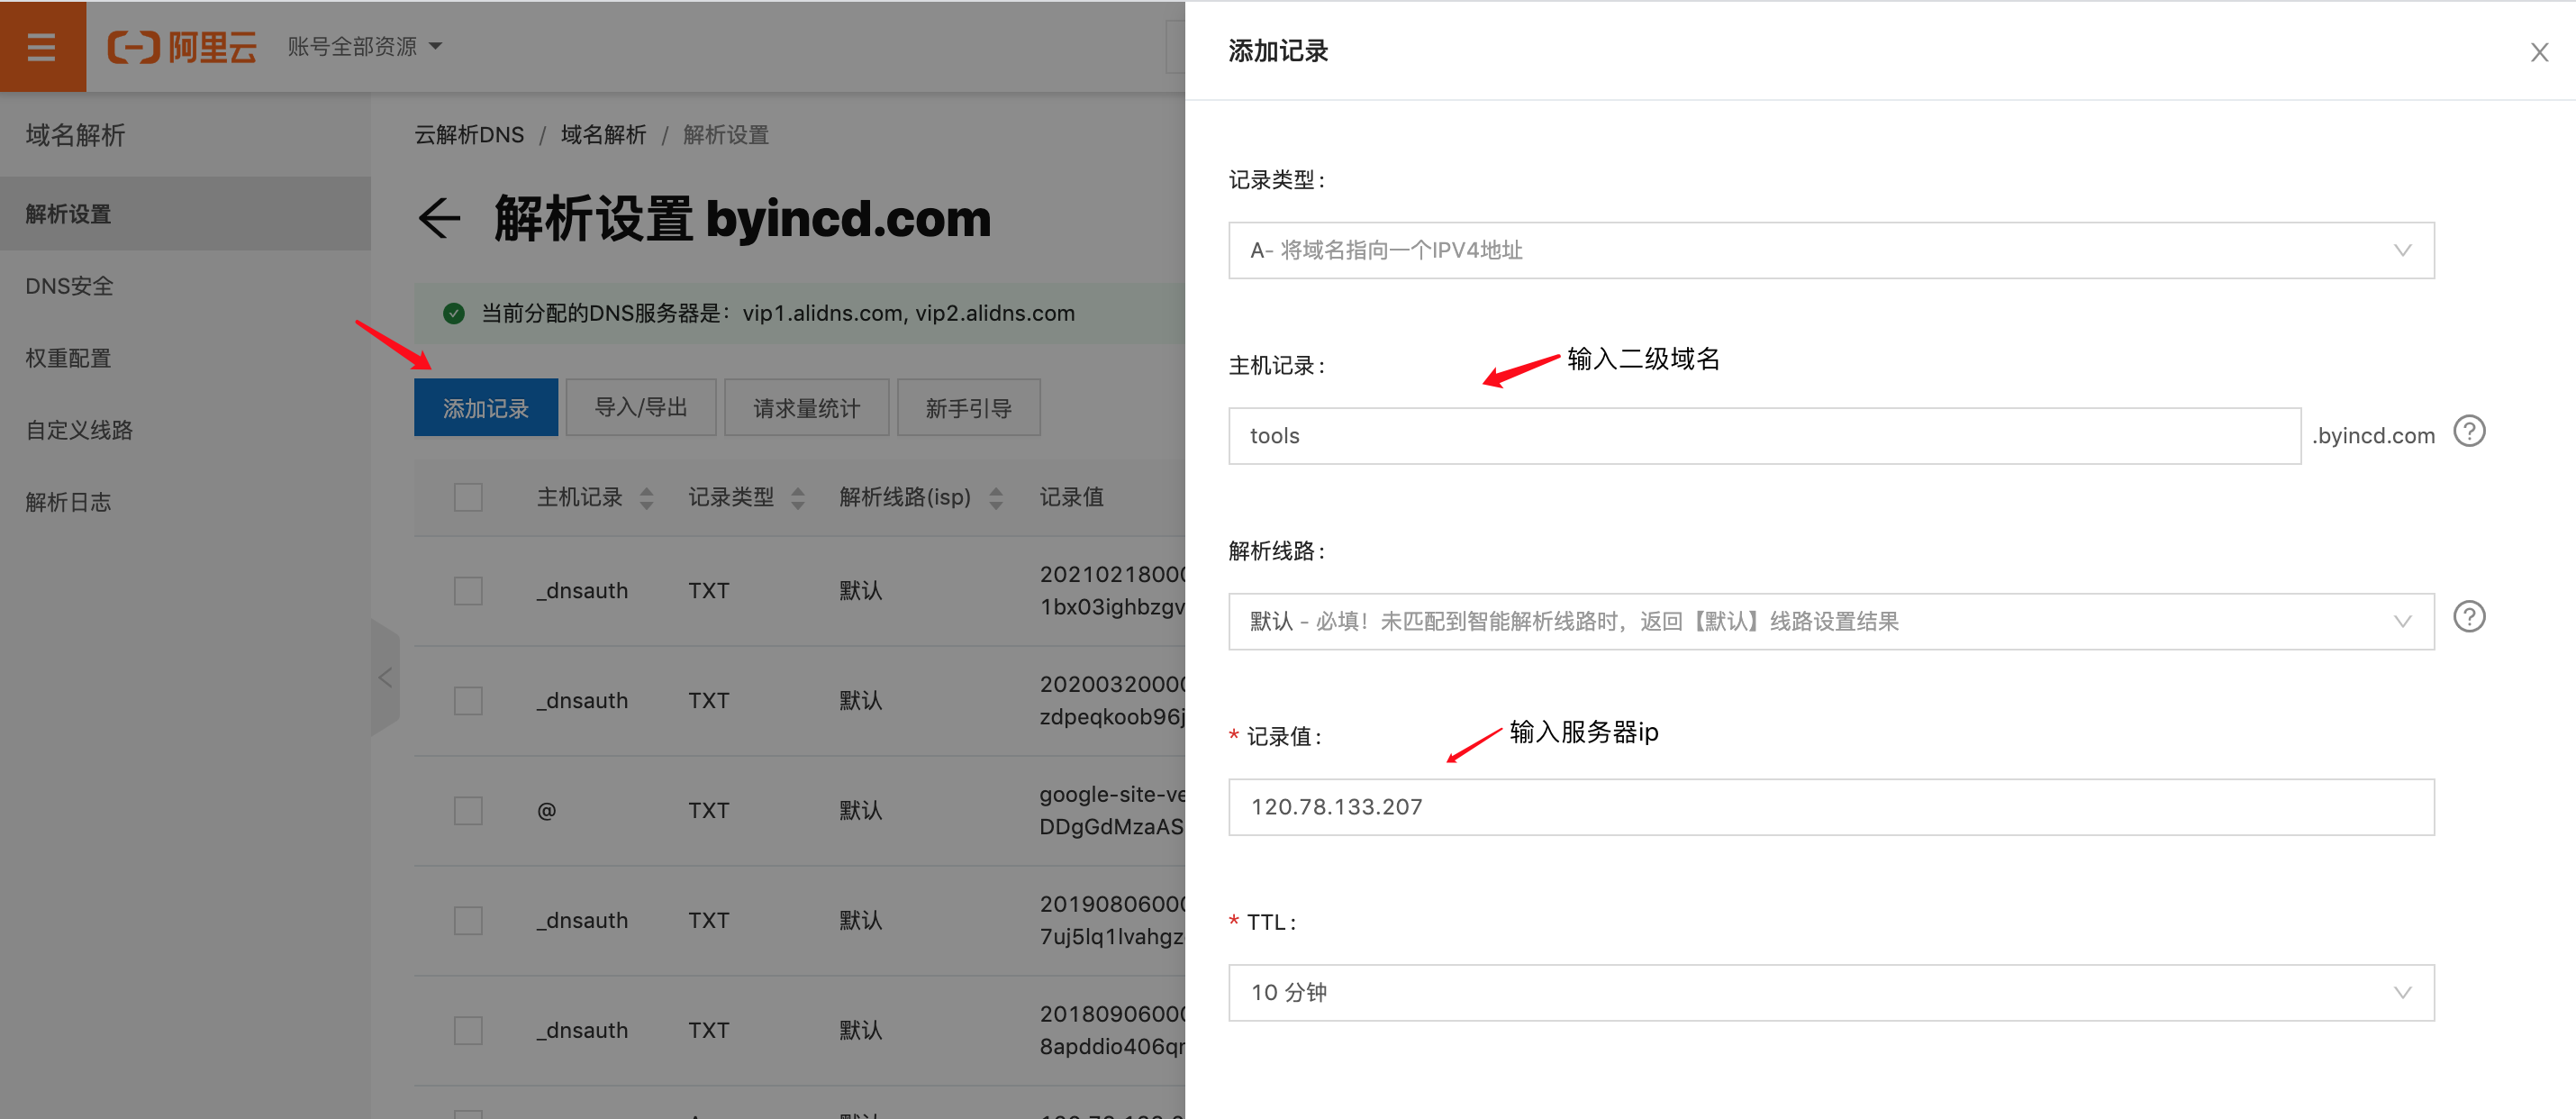 阿里云
账号全部资源
域名解析
解析设置
DNS安全
权重配置
自定义线路
解析日志
云解析DNS / 域名解析 / 解析设置
解析设置 byincd.com
当前分配的DNS服务器是：vip1.alidns.com, vip2.alidns.com
添加记录 导入/导出 请求量统计 新手引导
主机记录 记录类型 解析线路(isp) 记录值
_dnsauth TXT 默认 2021021800
1bx03ighbzgv
_dnsauth TXT 默认 2020032000
zdpeqkoob96j
@ TXT 默认 google-site-ve
DDgGdMzaAS
_dnsauth TXT 默认 2019080600
7uj5lq1lvahgz
_dnsauth TXT 默认 2018090600
8apddio406qr
添加记录
记录类型：
A- 将域名指向一个IPV4地址
主机记录：
输入二级域名
tools .byincd.com
解析线路：
默认 - 必填！未匹配到智能解析线路时，返回【默认】线路设置结果
* 记录值：
输入服务器ip
120.78.133.207
* TTL：
10 分钟